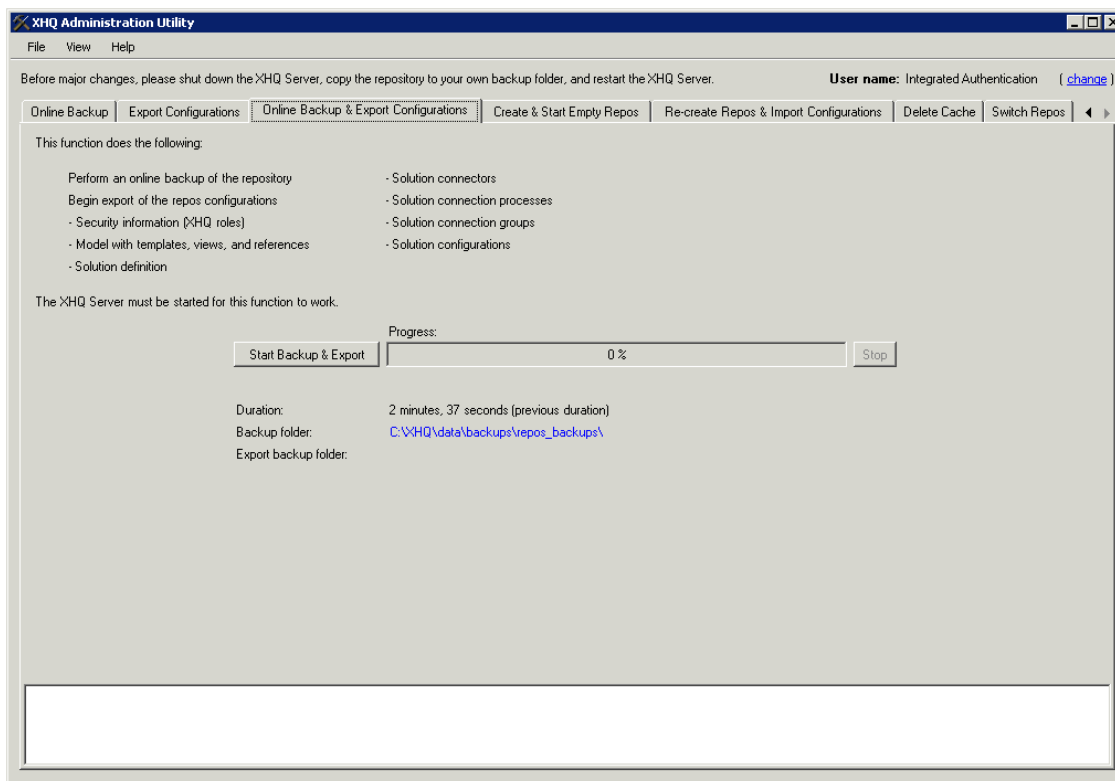 XHQ Administration Utility
File View Help
Before major changes, please shut down the XHQ Server, copy the repository to your own backup folder, and restart the XHQ Server. User name: Integrated Authentication ( change )
Online Backup Export Configurations Online Backup & Export Configurations Create & Start Empty Repos Re-create Repos & Import Configurations Delete Cache Switch Repos
This function does the following:
Perform an online backup of the repository - Solution connectors
Begin export of the repos configurations - Solution connection processes
- Security information (XHQ roles) - Solution connection groups
- Model with templates, views, and references - Solution configurations
- Solution definition
The XHQ Server must be started for this function to work.
Progress:
Start Backup & Export 0 % Stop
Duration: 2 minutes, 37 seconds (previous duration)
Backup folder: C:\XHQ\data\backups\repos_backups\
Export backup folder: